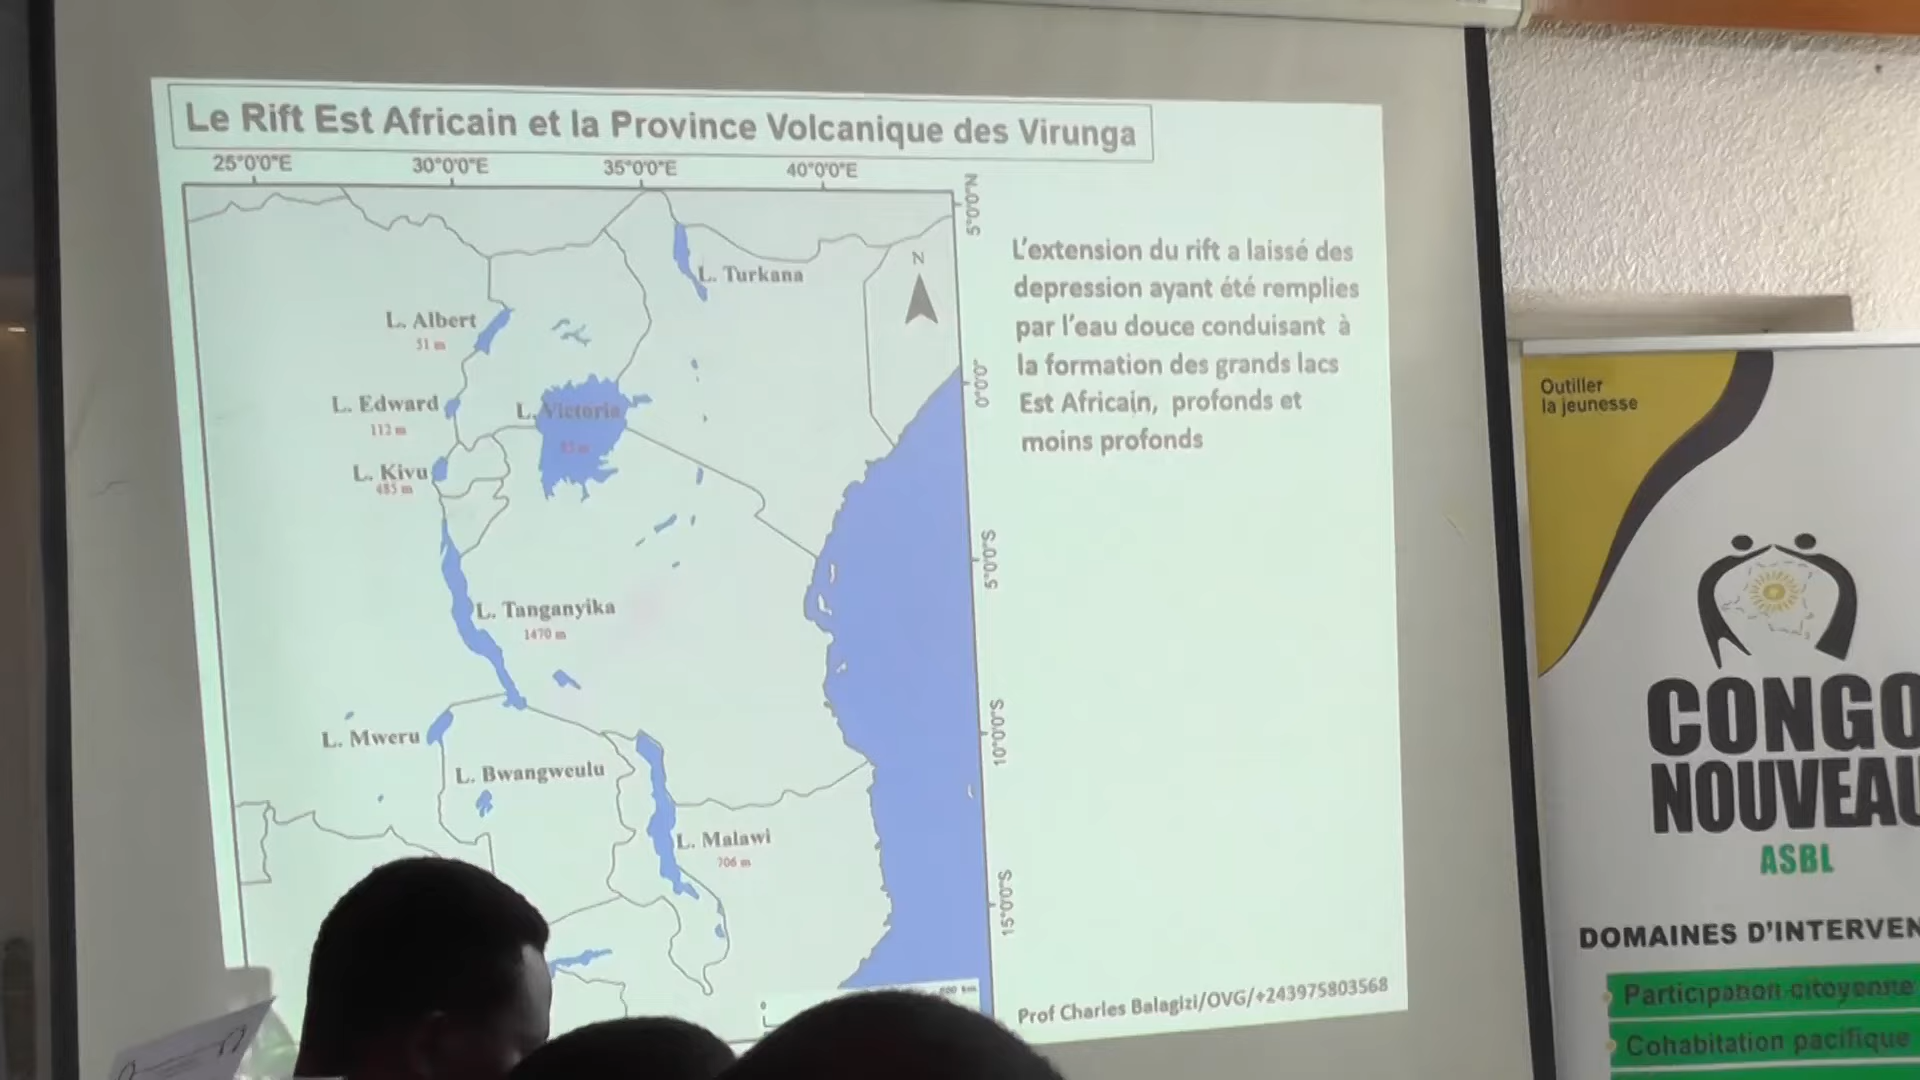 Le Rift Est Africain et la Province Volcanique des Virunga
25°0'0"E 30°0'0"E 35°0'0"E 40°0'0"E
5°0'0"N
0°0'0"
5°0'0"S
10°0'0"S
15°0'0"S
N
L. Turkana
L. Albert
51 m
L. Edward
112 m
L. Victoria
L. Kivu
485 m
L. Tanganyika
1470 m
L. Mweru
L. Bwangweulu
L. Malawi
706 m
0
L'extension du rift a laissé des
depression ayant été remplies
par l'eau douce conduisant à
la formation des grands lacs
Est Africain, profonds et
moins profonds
Prof Charles Balagizi/OVG/+243975803568
Outiller
la jeunesse
CONGO
NOUVEAU
ASBL
DOMAINES D'INTERVEN
Participation citoyenne
Cohabitation pacifique